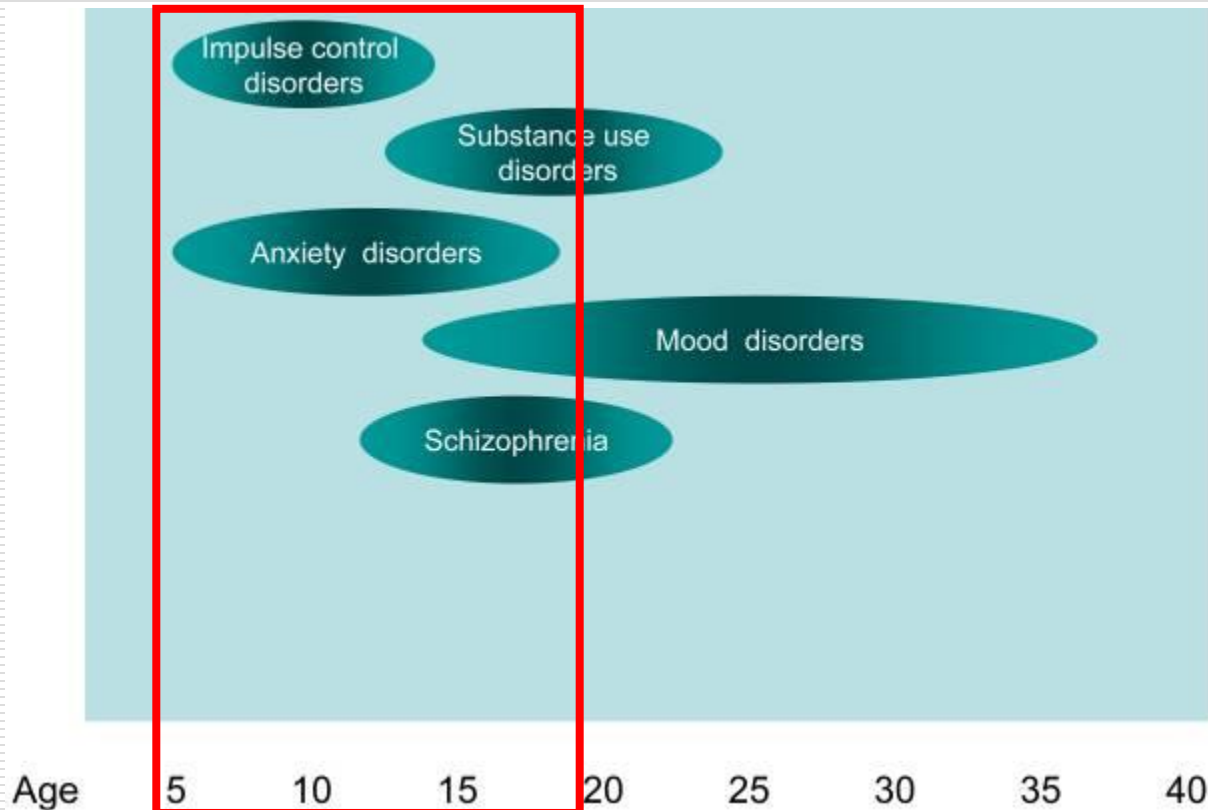 Impulse control
disorders
Substance use
disorders
Anxiety disorders
Mood disorders
Schizophrenia
Age 5 10 15 20 25 30 35 40